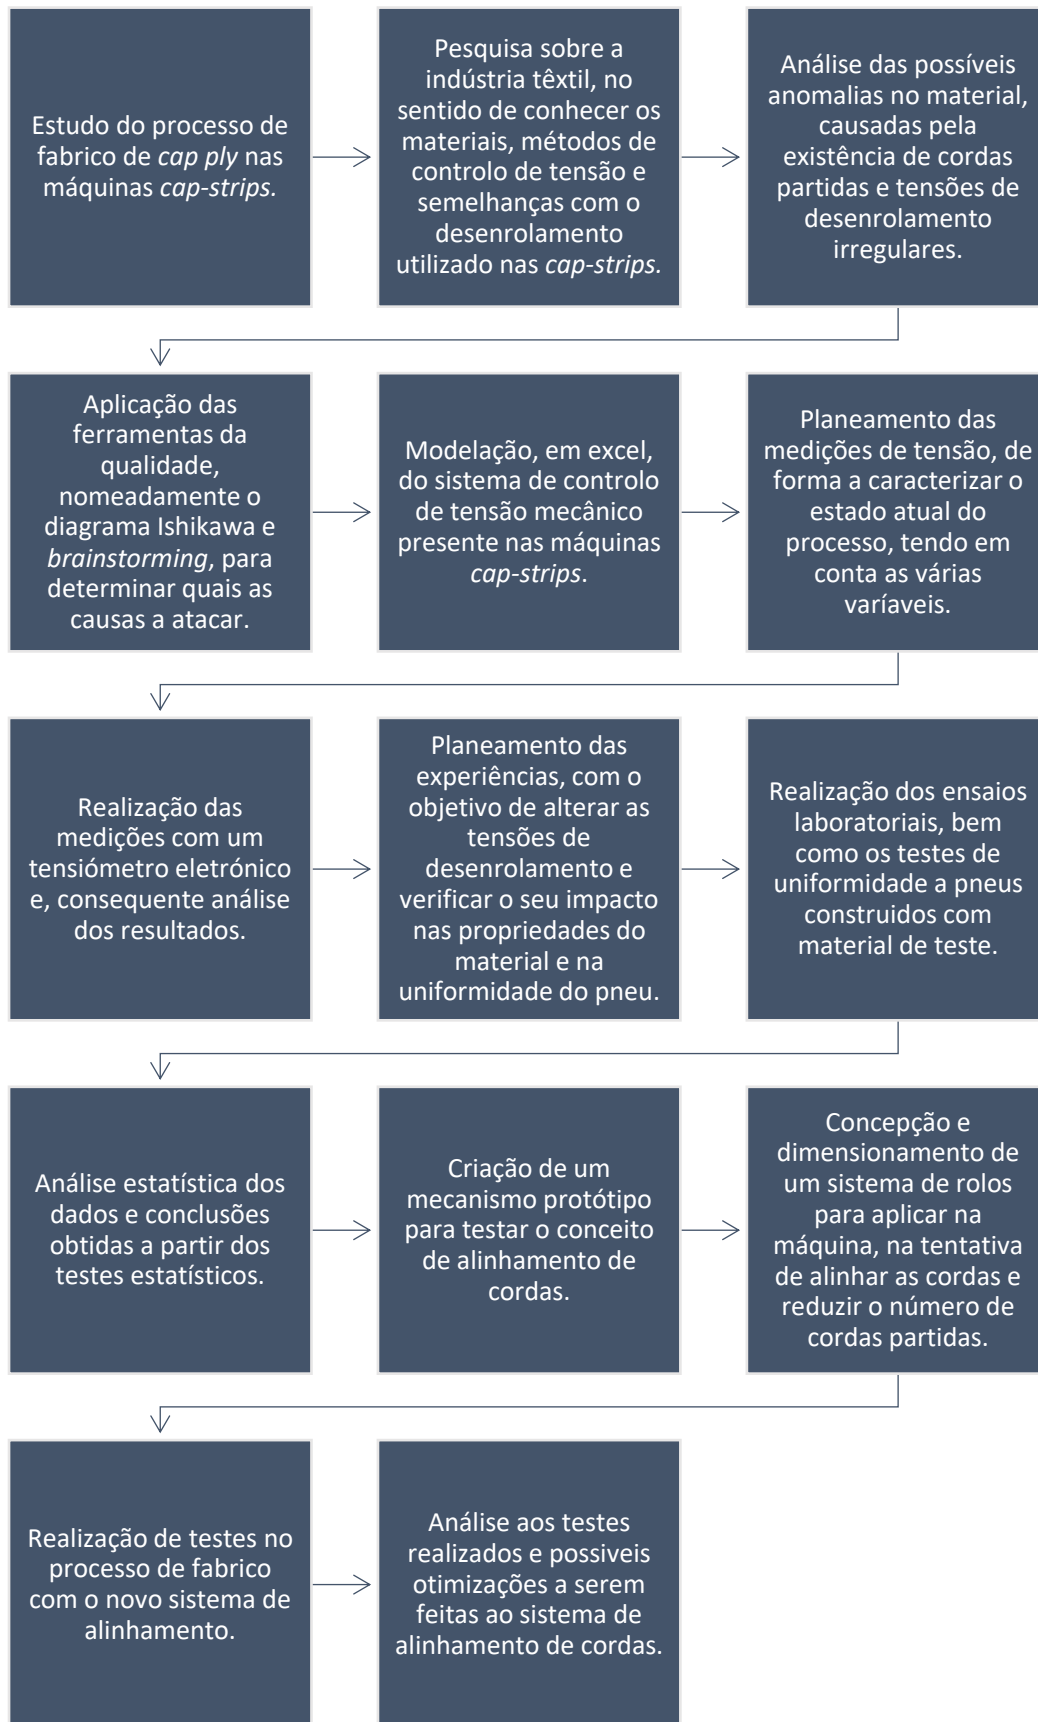 Estudo do processo de
fabrico de cap ply nas
máquinas cap-strips.
Pesquisa sobre a
indústria têxtil, no
sentido de conhecer os
materiais, métodos de
controlo de tensão e
semelhanças com o
desenrolamento
utilizado nas cap-strips.
Análise das possíveis
anomalias no material,
causadas pela
existência de cordas
partidas e tensões de
desenrolamento
irregulares.
Aplicação das
ferramentas da
qualidade,
nomeadamente o
diagrama Ishikawa e
brainstorming, para
determinar quais as
causas a atacar.
Modelação, em excel,
do sistema de controlo
de tensão mecânico
presente nas máquinas
cap-strips.
Planeamento das
medições de tensão, de
forma a caracterizar o
estado atual do
processo, tendo em
conta as várias
varíaveis.
Realização das
medições com um
tensiómetro eletrónico
e, consequente análise
dos resultados.
Planeamento das
experiências, com o
objetivo de alterar as
tensões de
desenrolamento e
verificar o seu impacto
nas propriedades do
material e na
uniformidade do pneu.
Realização dos ensaios
laboratoriais, bem
como os testes de
uniformidade a pneus
construidos com
material de teste.
Análise estatística dos
dados e conclusões
obtidas a partir dos
testes estatísticos.
Criação de um
mecanismo protótipo
para testar o conceito
de alinhamento de
cordas.
Concepção e
dimensionamento de
um sistema de rolos
para aplicar na
máquina, na tentativa
de alinhar as cordas e
reduzir o número de
cordas partidas.
Realização de testes no
processo de fabrico
com o novo sistema de
alinhamento.
Análise aos testes
realizados e possiveis
otimizações a serem
feitas ao sistema de
alinhamento de cordas.